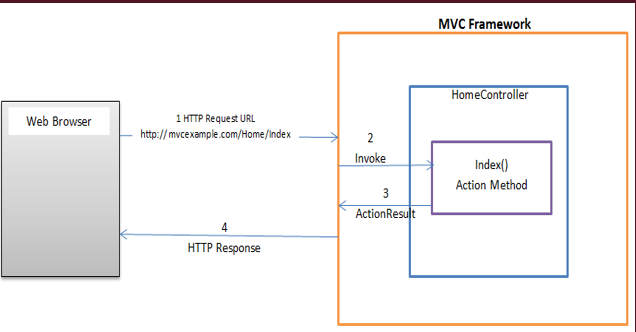 MVC Framework
HomeController
Web Browser
1 HTTP Request URL
http://mvcexample.com/Home/Index
2
Invoke
Index()
Action Method
3
ActionResult
4
HTTP Response